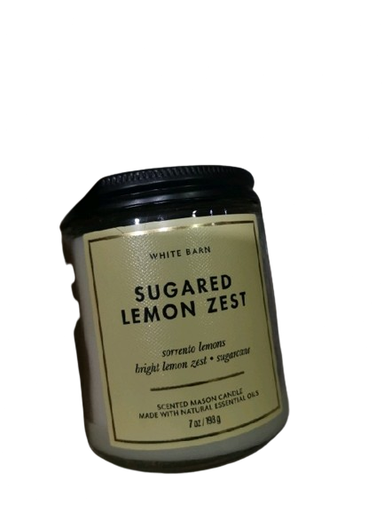 WHITE BARN
SUGARED
LEMON ZEST
sorrento lemons
bright lemon zest • sugarcane
SCENTED MASON CANDLE
MADE WITH NATURAL ESSENTIAL OILS
7 oz / 198 g